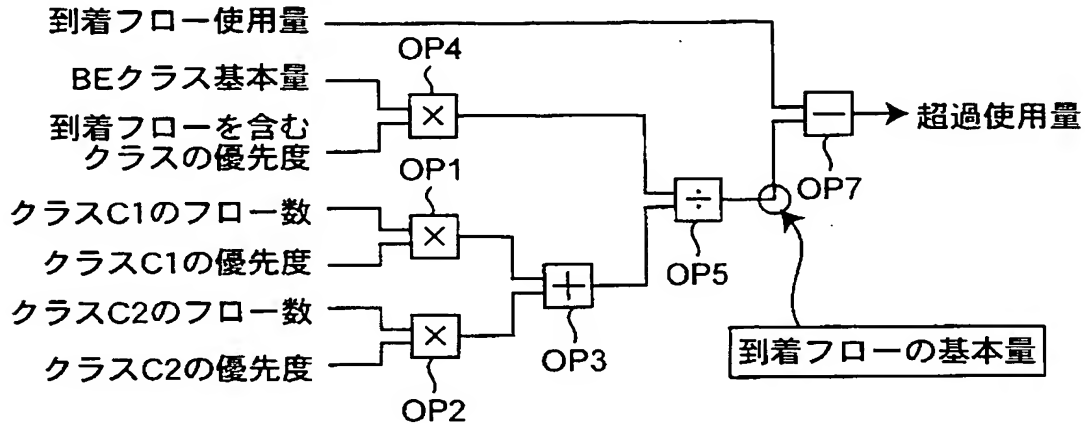 到着フロー使用量
OP4
BEクラス基本量
×
到着フローを含む
クラスの優先度
−
超過使用量
OP7
OP1
クラスC1のフロー数
×
÷
クラスC1の優先度
OP5
クラスC2のフロー数
+
×
OP3
クラスC2の優先度
OP2
到着フローの基本量